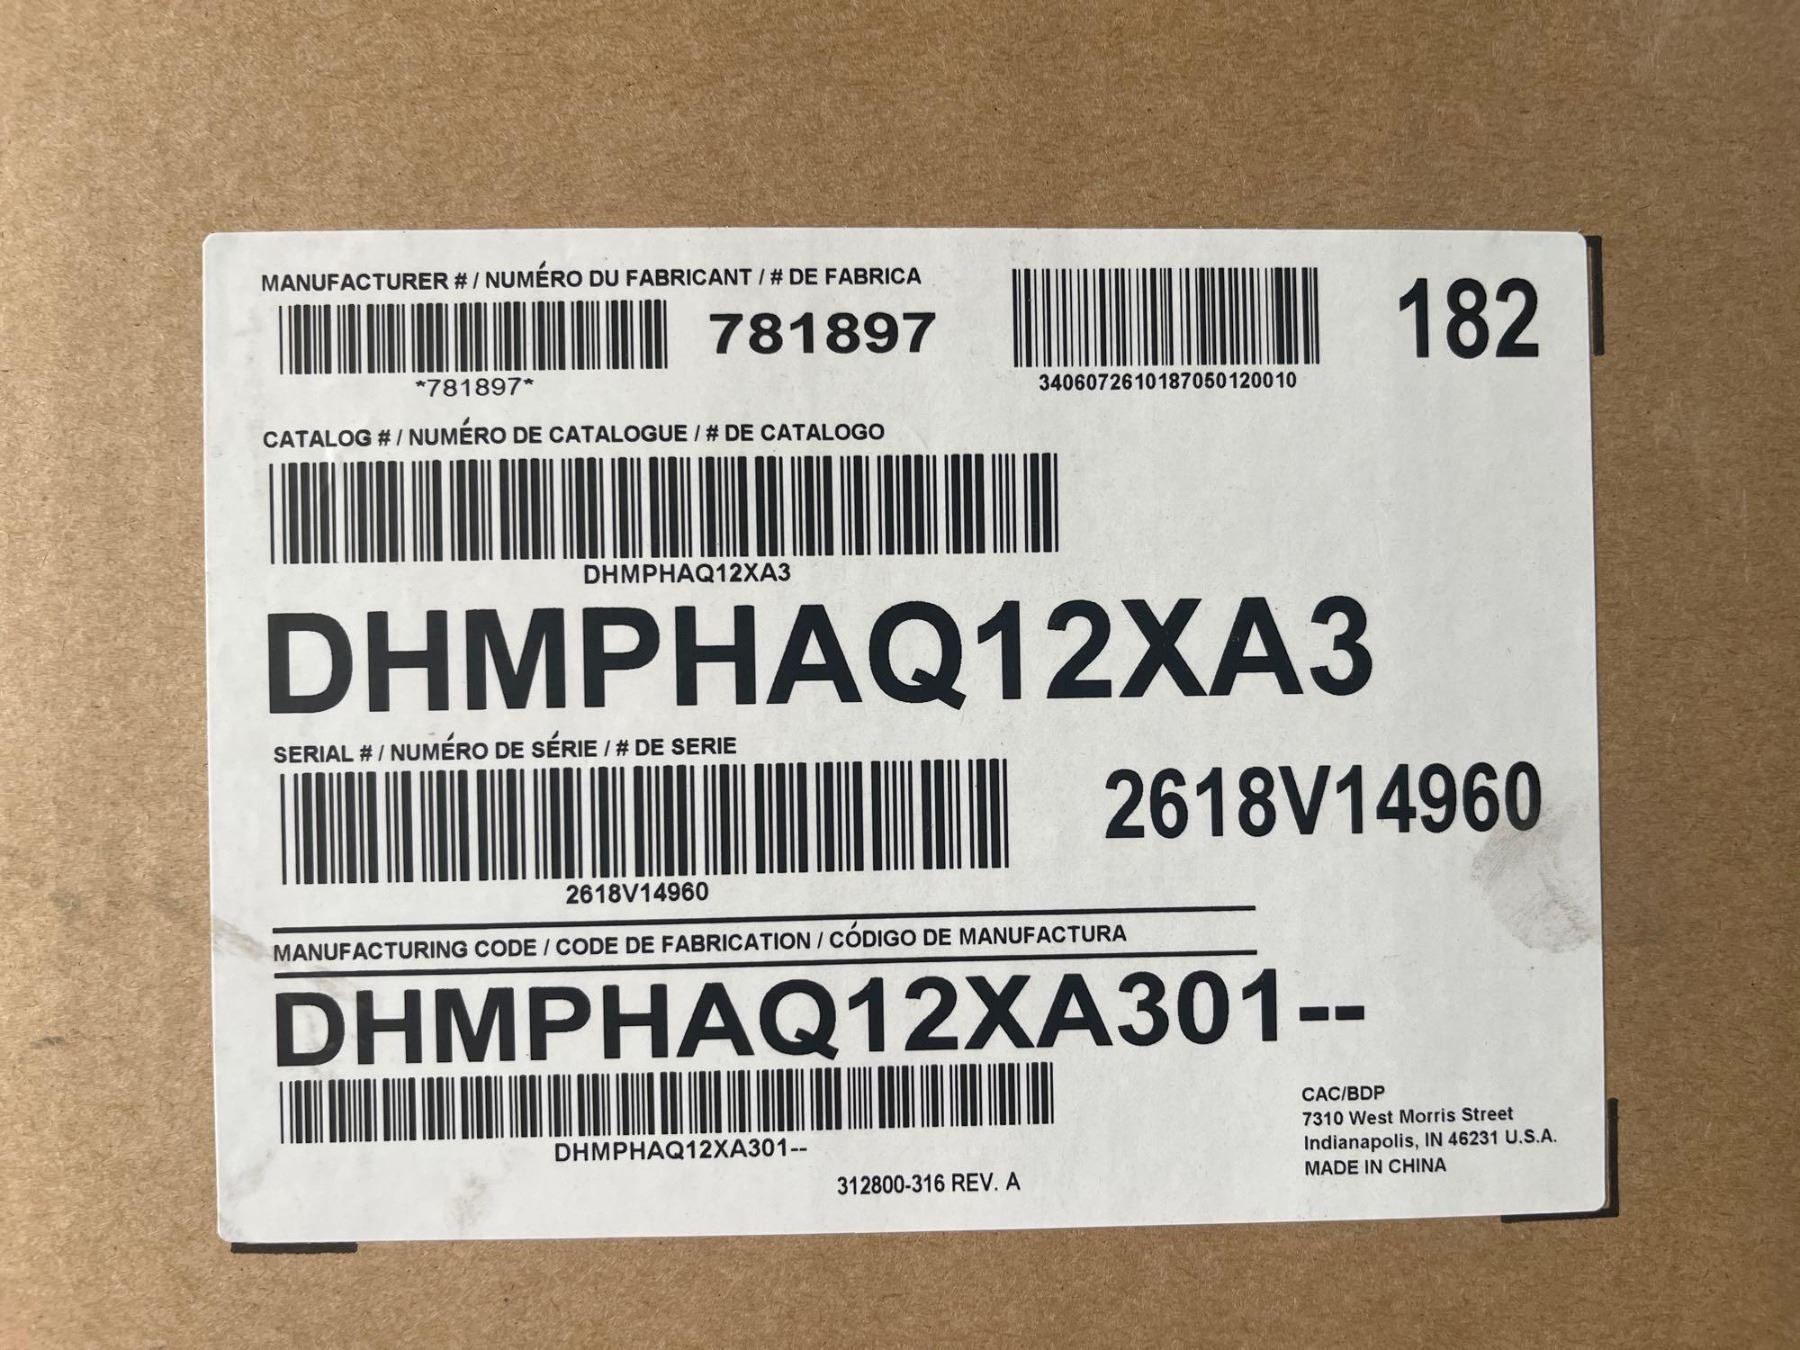 MANUFACTURER # / NUMÉRO DU FABRICANT / # DE FABRICA
781897
*781897*
34060726101870501​20010
182
CATALOG # / NUMÉRO DE CATALOGUE / # DE CATALOGO
DHMPHAQ12XA3
DHMPHAQ12XA3
SERIAL # / NUMÉRO DE SÉRIE / # DE SERIE
2618V14960
2618V14960
MANUFACTURING CODE / CODE DE FABRICATION / CÓDIGO DE MANUFACTURA
DHMPHAQ12XA301--
DHMPHAQ12XA301--
312800-316 REV. A
CAC/BDP
7310 West Morris Street
Indianapolis, IN 46231 U.S.A.
MADE IN CHINA